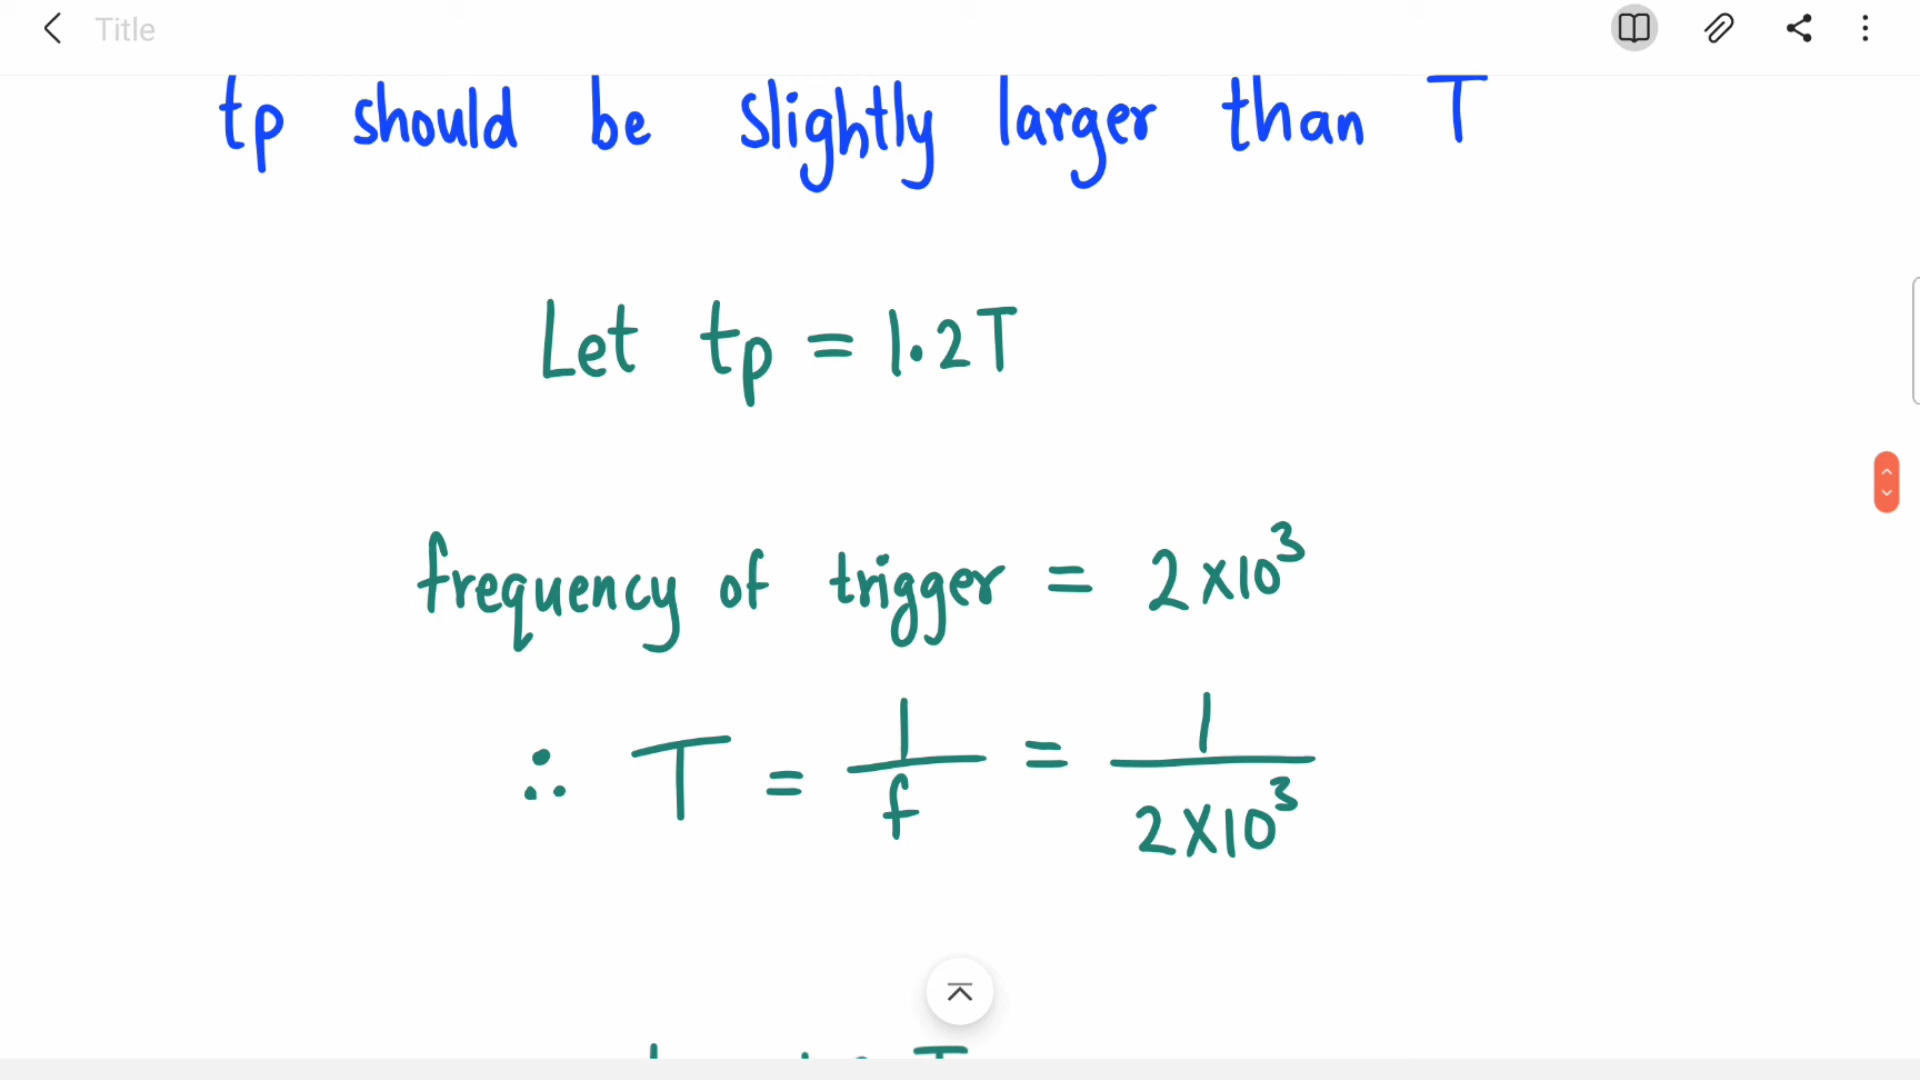 Title
tp should be slightly larger than T
Let tp = 1.2T
frequency of trigger = 2×10³
∴ T = 1/f = 1/2×10³